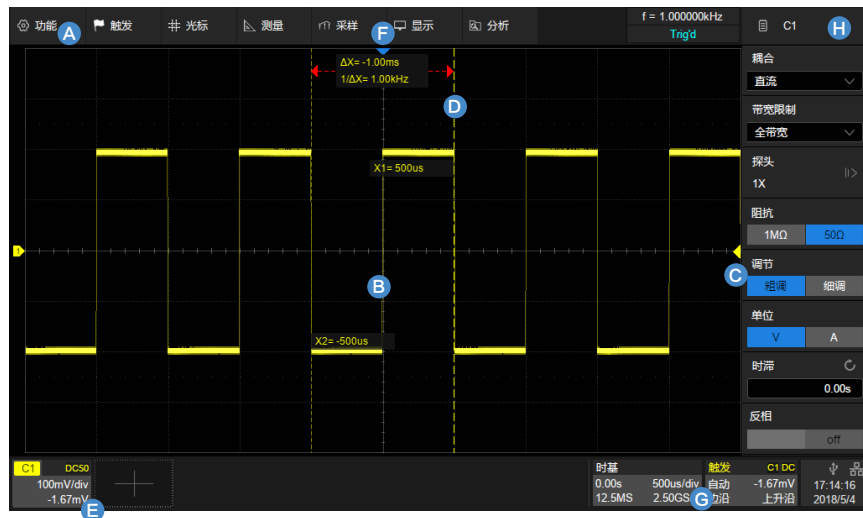 功能 A 触发 光标 测量 采样 F 显示 分析
f = 1.000000kHz
Trig'd
C1 H
ΔX= -1.00ms
1/ΔX= 1.00kHz
D
X1= 500us
1
B
C
X2= -500us
耦合
直流
带宽限制
全带宽
探头
1X
阻抗
1MΩ 50Ω
调节
粗调 细调
单位
V A
时滞
0.00s
反相
off
C1 DC50
100mV/div
-1.67mV
E
时基
0.00s 500us/div
12.5MS 2.50GS
G
触发 C1 DC
自动 -1.67mV
边沿 上升沿
17:14:16
2018/5/4